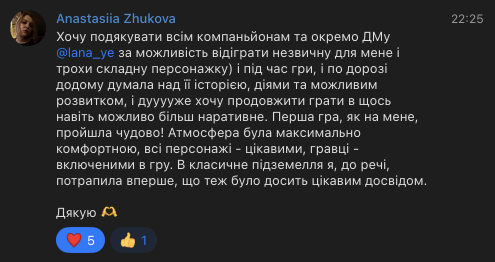 Anastasiia Zhukova 22:25
Хочу подякувати всім компаньйонам та окремо ДМу
@lana_ye за можливість відіграти незвичну для мене і
трохи складну персонажку) і під час гри, і по дорозі
додому думала над її історією, діями та можливим
розвитком, і дууууже хочу продовжити грати в щось
навіть можливо більш наративне. Перша гра, як на мене,
пройшла чудово! Атмосфера була максимально
комфортною, всі персонажі - цікавими, гравці -
включеними в гру. В класичне підземелля я, до речі,
потрапила вперше, що теж було досить цікавим досвідом.
Дякую 🫶
❤️ 5 👍 1